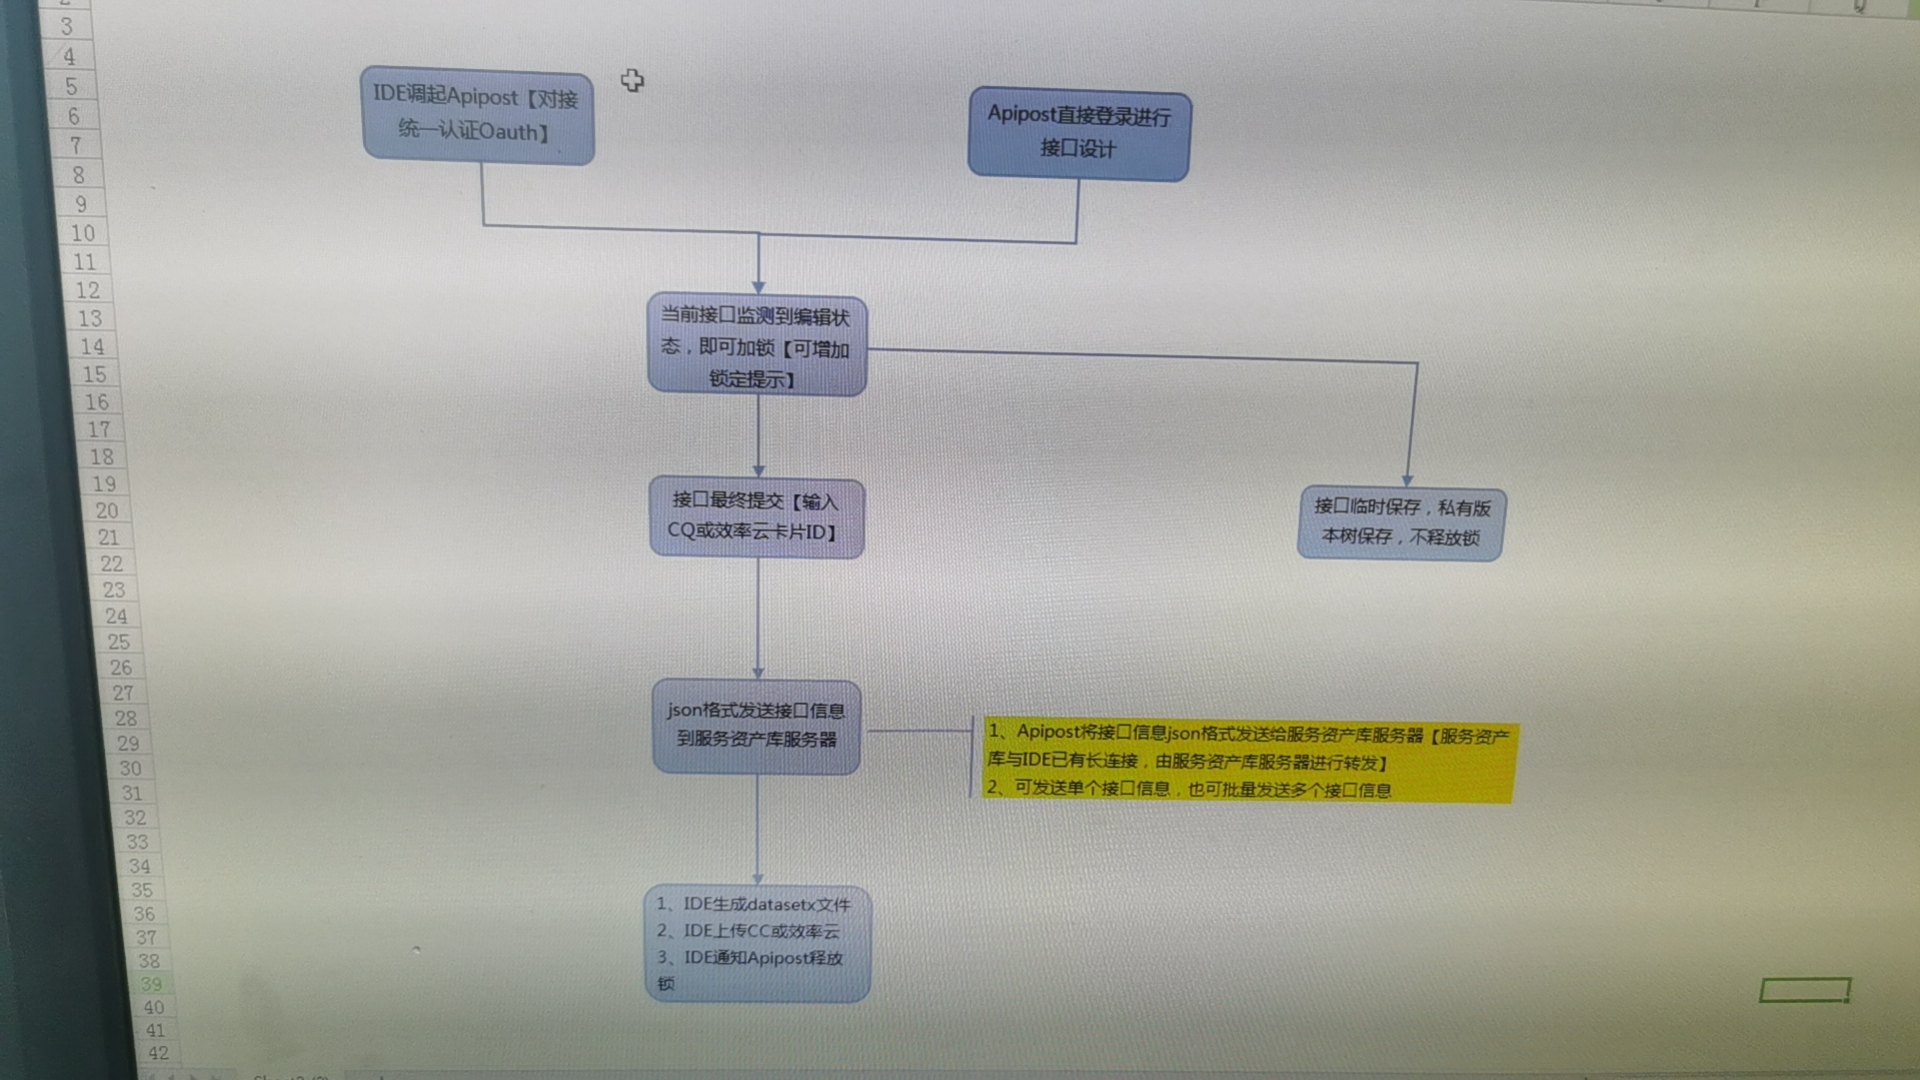 3
4
5
6
7
8
9
10
11
12
13
14
15
16
17
18
19
20
21
22
23
24
25
26
27
28
29
30
31
32
33
34
35
36
37
38
39
40
41
42
IDE调起Apipost【对接
统一认证Oauth】
Apipost直接登录进行
接口设计
当前接口监测到编辑状
态，即可加锁【可增加
锁定提示】
接口最终提交【输入
CQ或效率云卡片ID】
接口临时保存，私有版
本树保存，不释放锁
json格式发送接口信息
到服务资产库服务器
1、Apipost将接口信息json格式发送给服务资产库服务器【服务资产
库与IDE已有长连接，由服务资产库服务器进行转发】
2、可发送单个接口信息，也可批量发送多个接口信息
1、IDE生成datasetx文件
2、IDE上传CC或效率云
3、IDE通知Apipost释放
锁